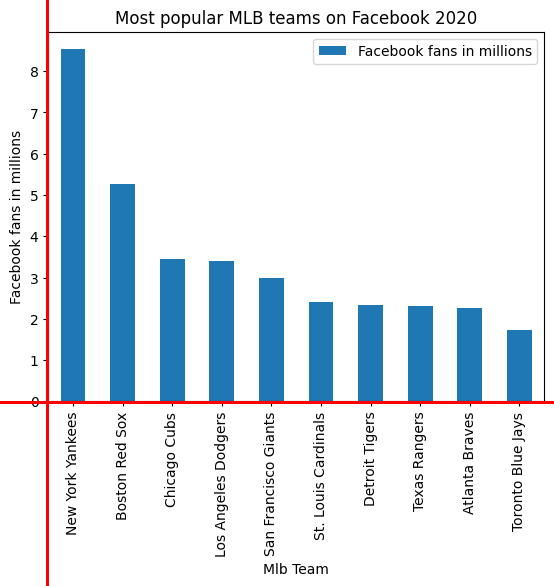 Most popular MLB teams on Facebook 2020
Facebook fans in millions
Facebook fans in millions
8
7
6
5
4
3
2
1
0
New York Yankees
Boston Red Sox
Chicago Cubs
Los Angeles Dodgers
San Francisco Giants
St. Louis Cardinals
Detroit Tigers
Texas Rangers
Atlanta Braves
Toronto Blue Jays
Mlb Team